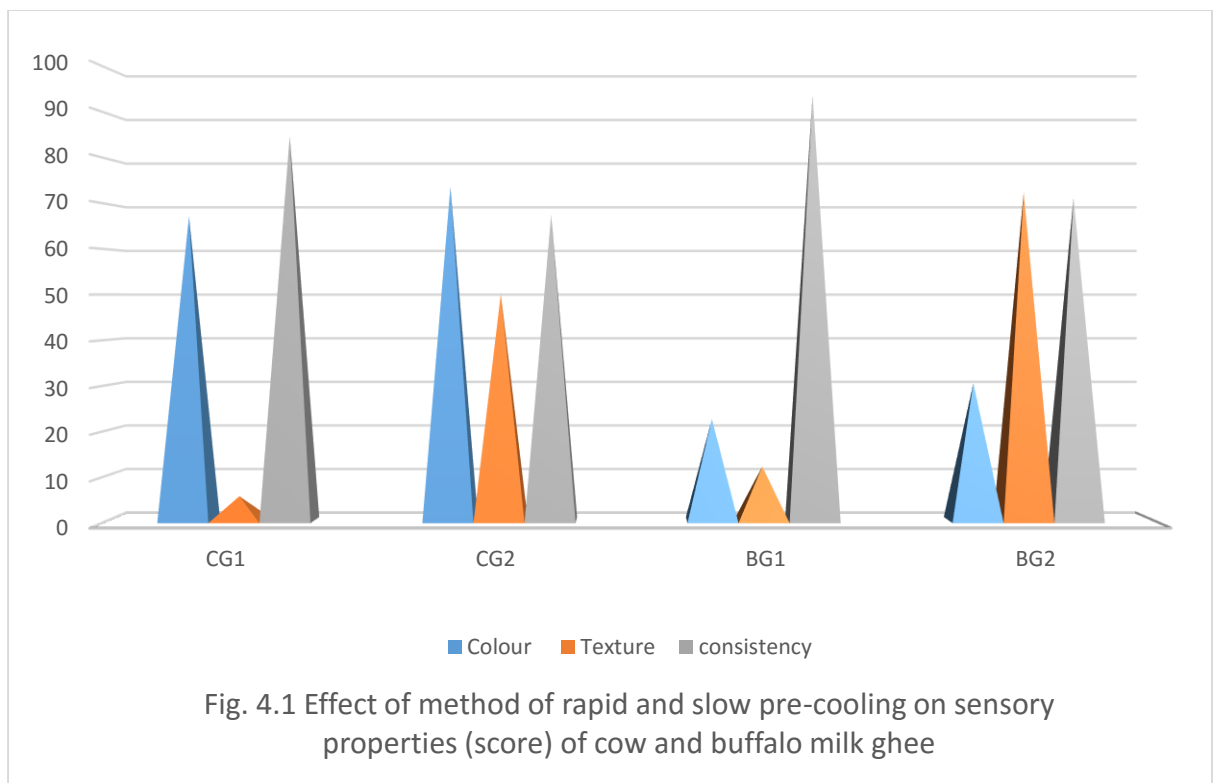 100
90
80
70
60
50
40
30
20
10
0
CG1 CG2 BG1 BG2
Colour Texture consistency
Fig. 4.1 Effect of method of rapid and slow pre-cooling on sensory
properties (score) of cow and buffalo milk ghee